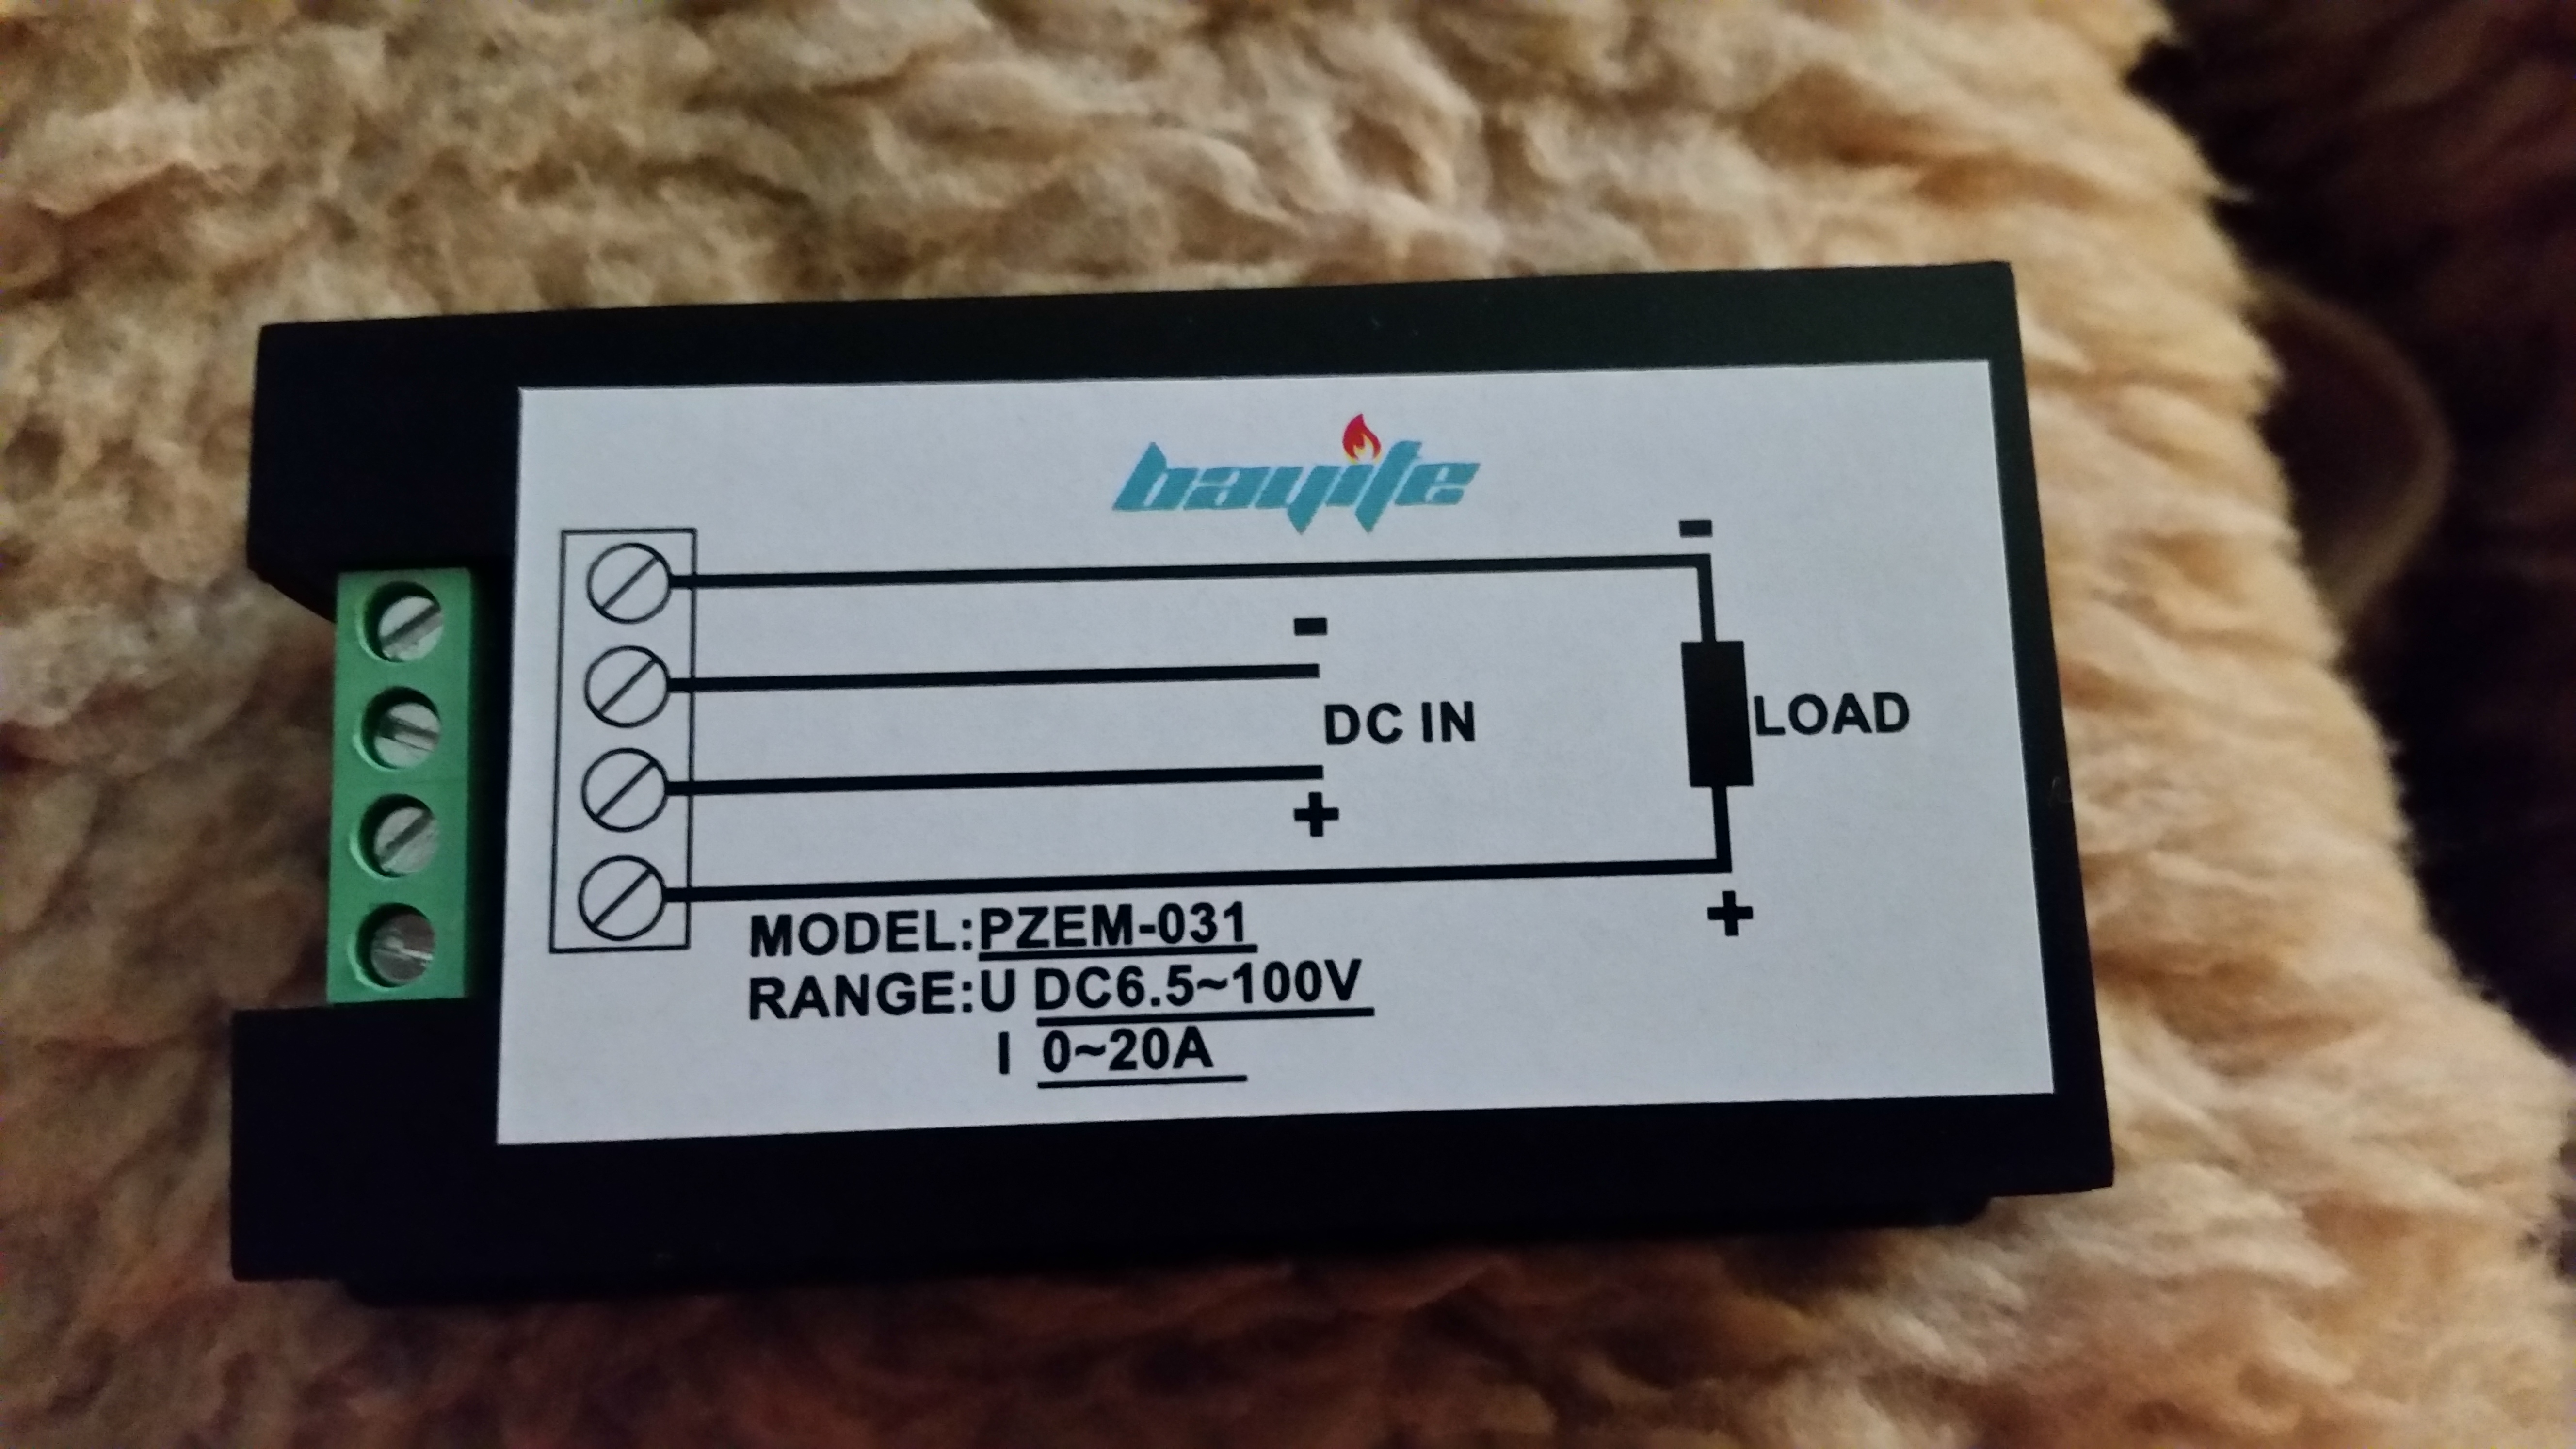 bayite
-
-
DC IN
LOAD
+
+
MODEL:PZEM-031
RANGE:U DC6.5~100V
I 0~20A